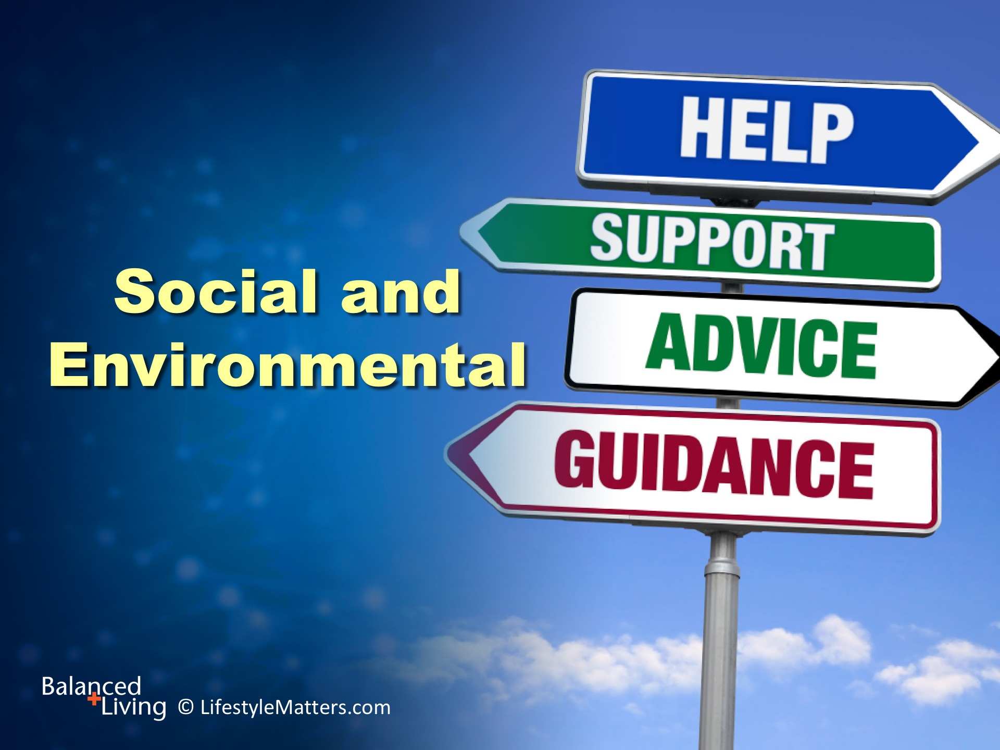 Social and
Environmental
HELP
SUPPORT
ADVICE
GUIDANCE
Balanced
Living
© LifestyleMatters.com